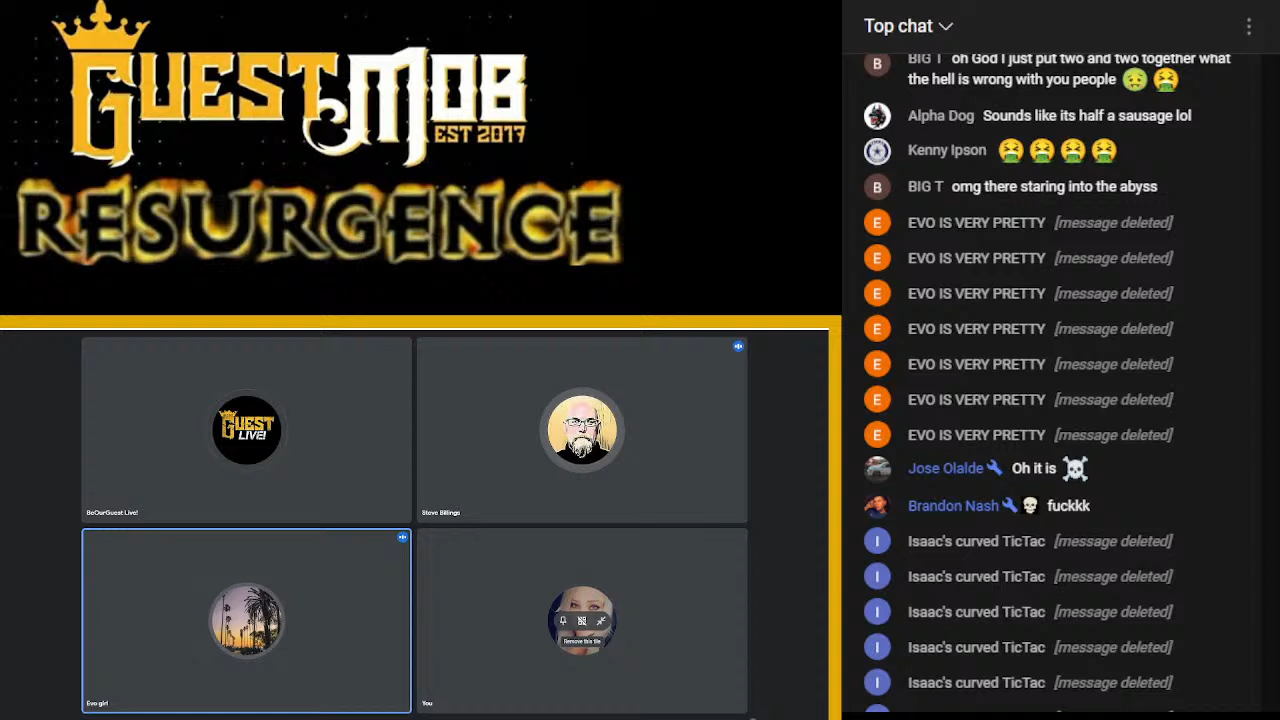 GUESTMOB
EST 2017
RESURGENCE
GUEST
LIVE!
BeOurGuest Live!
Steve Billings
Evo girl
Remove this tile
You
Top chat
BIG T oh God I just put two and two together what
the hell is wrong with you people 🤢 🤮
Alpha Dog Sounds like its half a sausage lol
Kenny Ipson 🤮 🤮 🤮 🤮
BIG T omg there staring into the abyss
EVO IS VERY PRETTY [message deleted]
EVO IS VERY PRETTY [message deleted]
EVO IS VERY PRETTY [message deleted]
EVO IS VERY PRETTY [message deleted]
EVO IS VERY PRETTY [message deleted]
EVO IS VERY PRETTY [message deleted]
EVO IS VERY PRETTY [message deleted]
Jose Olalde Oh it is ☠️
Brandon Nash 💀 fuckkk
Isaac's curved TicTac [message deleted]
Isaac's curved TicTac [message deleted]
Isaac's curved TicTac [message deleted]
Isaac's curved TicTac [message deleted]
Isaac's curved TicTac [message deleted]